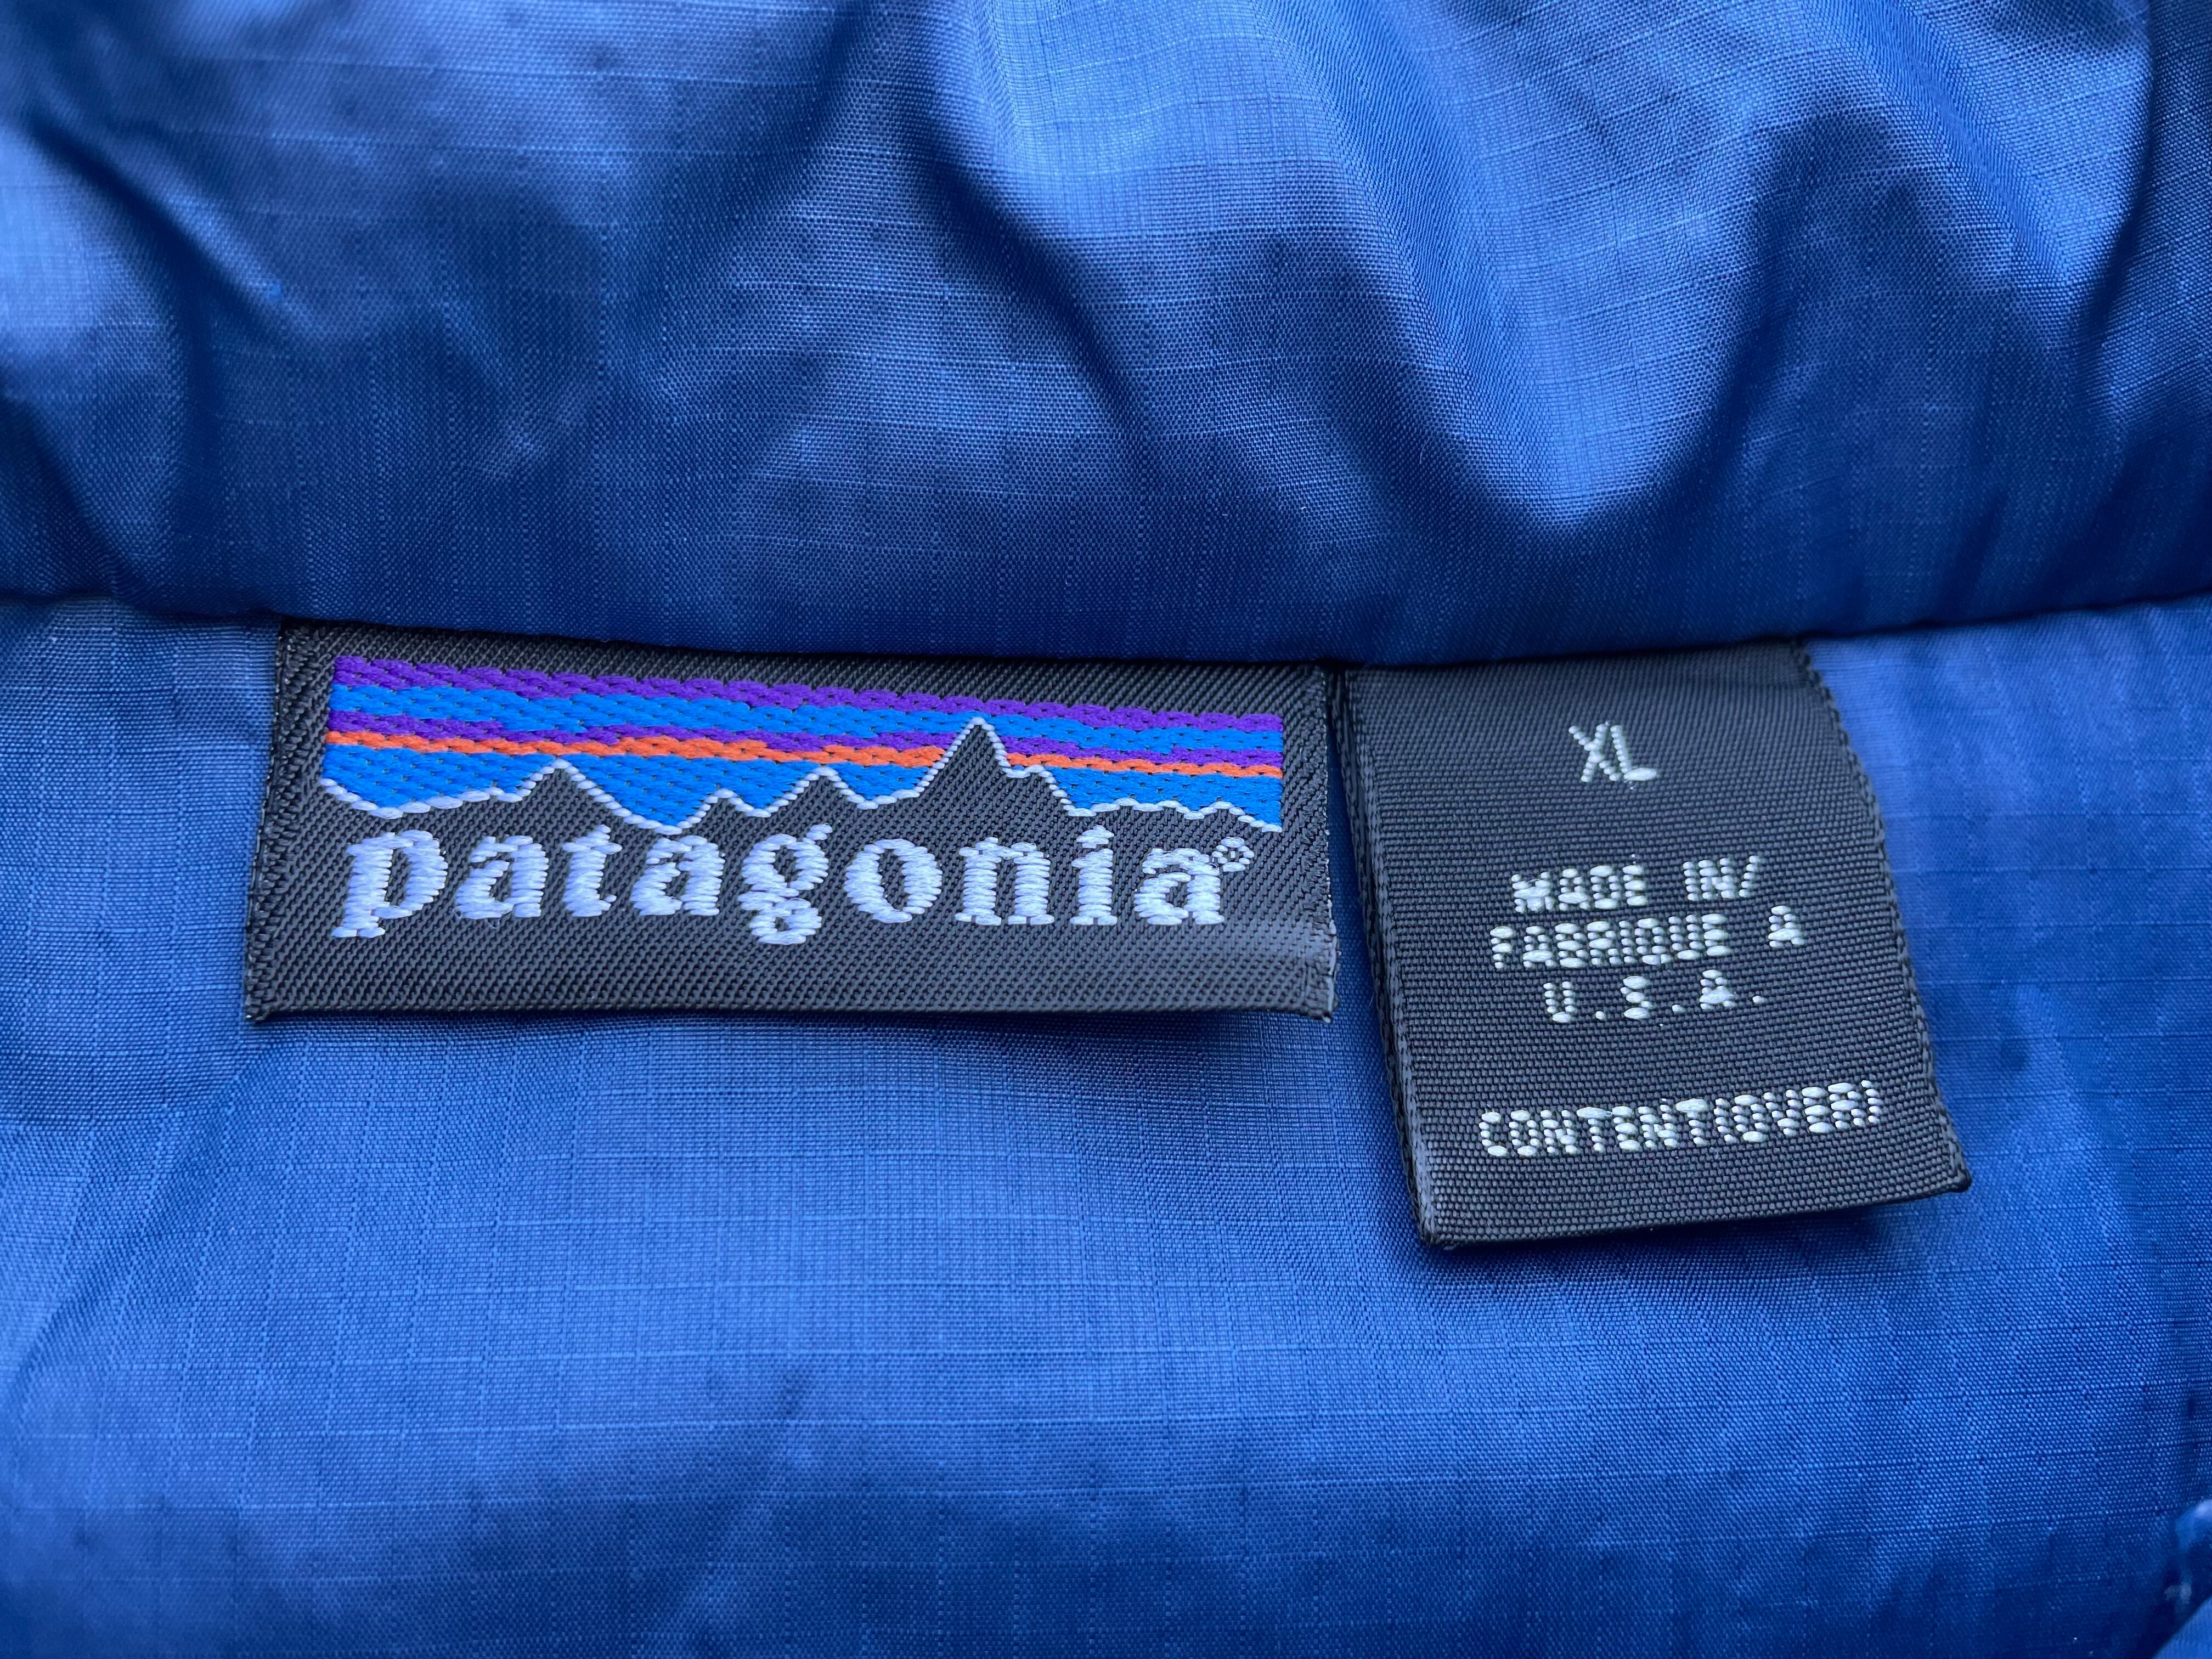 patagonia®
XL
MADE IN/
FABRIQUE A
U.S.A.
CONTENT(OVER)